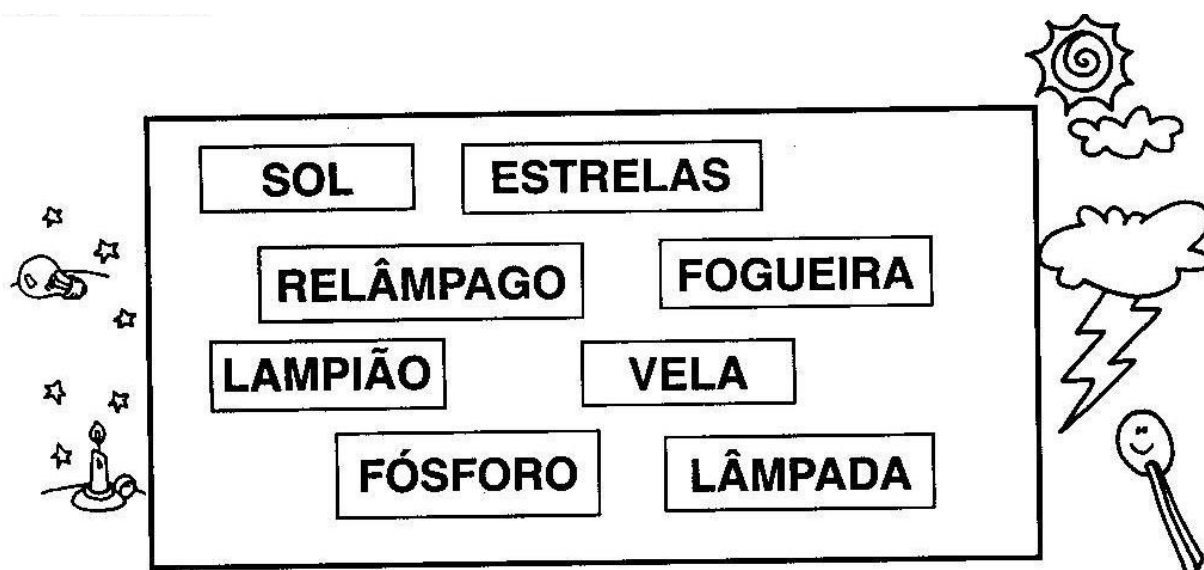 SOL ESTRELAS
RELÂMPAGO FOGUEIRA
LAMPIÃO VELA
FÓSFORO LÂMPADA